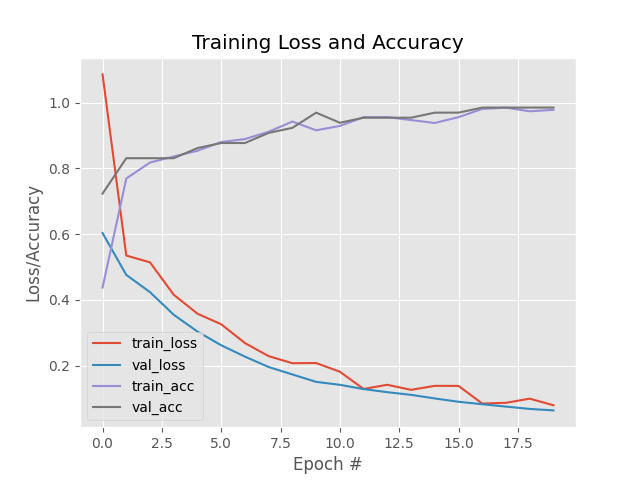 Training Loss and Accuracy
Loss/Accuracy
1.0
0.8
0.6
0.4
0.2
train_loss
val_loss
train_acc
val_acc
0.0 2.5 5.0 7.5 10.0 12.5 15.0 17.5
Epoch #